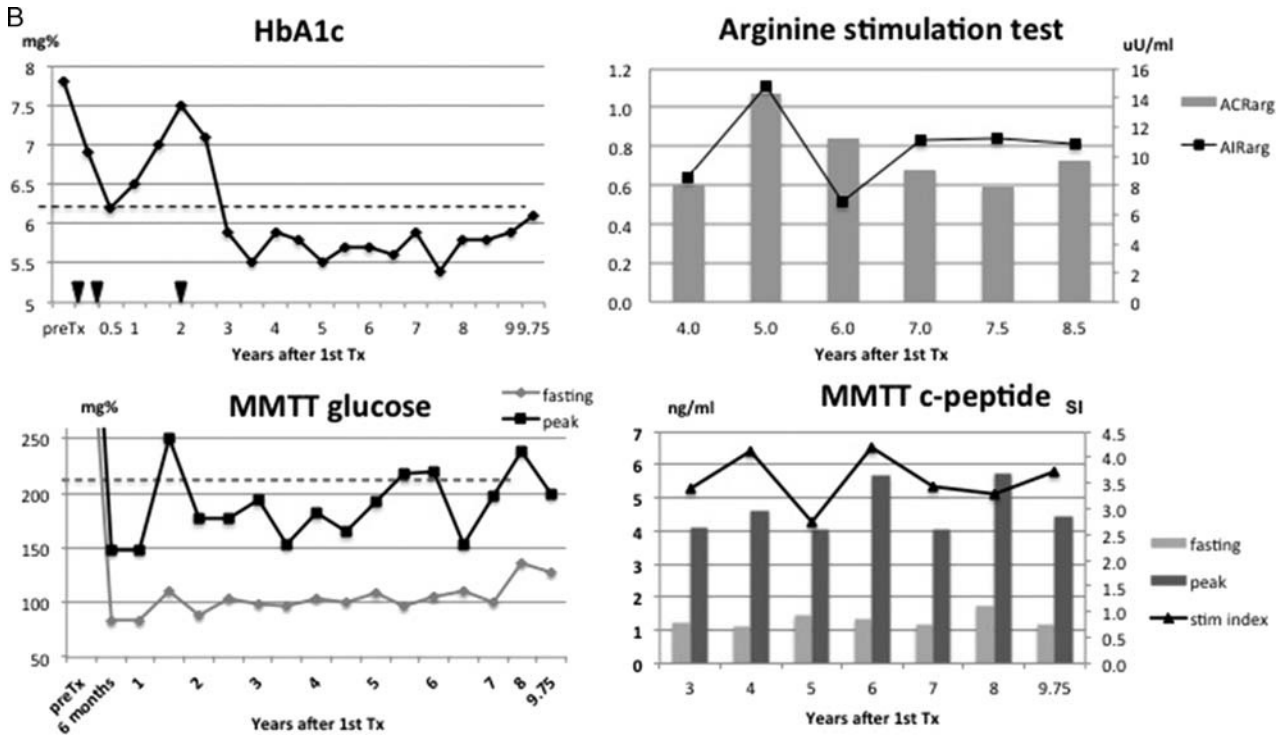 B
HbA1c
mg%
8
7.5
7
6.5
6
5.5
5
preTx 0.5 1 2 3 4 5 6 7 8 9 9.75
Years after 1st Tx
Arginine stimulation test
uU/ml
1.2
1.0
0.8
0.6
0.4
0.2
0.0
16
14
12
10
8
6
4
2
0
ACRarg
AIRarg
4.0 5.0 6.0 7.0 7.5 8.5
Years after 1st Tx
MMTT glucose
mg%
fasting
peak
250
200
150
100
50
preTx 6 months 1 2 3 4 5 6 7 8 9.75
Years after 1st Tx
MMTT c-peptide
ng/ml
SI
7
6
5
4
3
2
1
0
4.5
4.0
3.5
3.0
2.5
2.0
1.5
1.0
0.5
0.0
fasting
peak
stim index
3 4 5 6 7 8 9.75
Years after 1st Tx